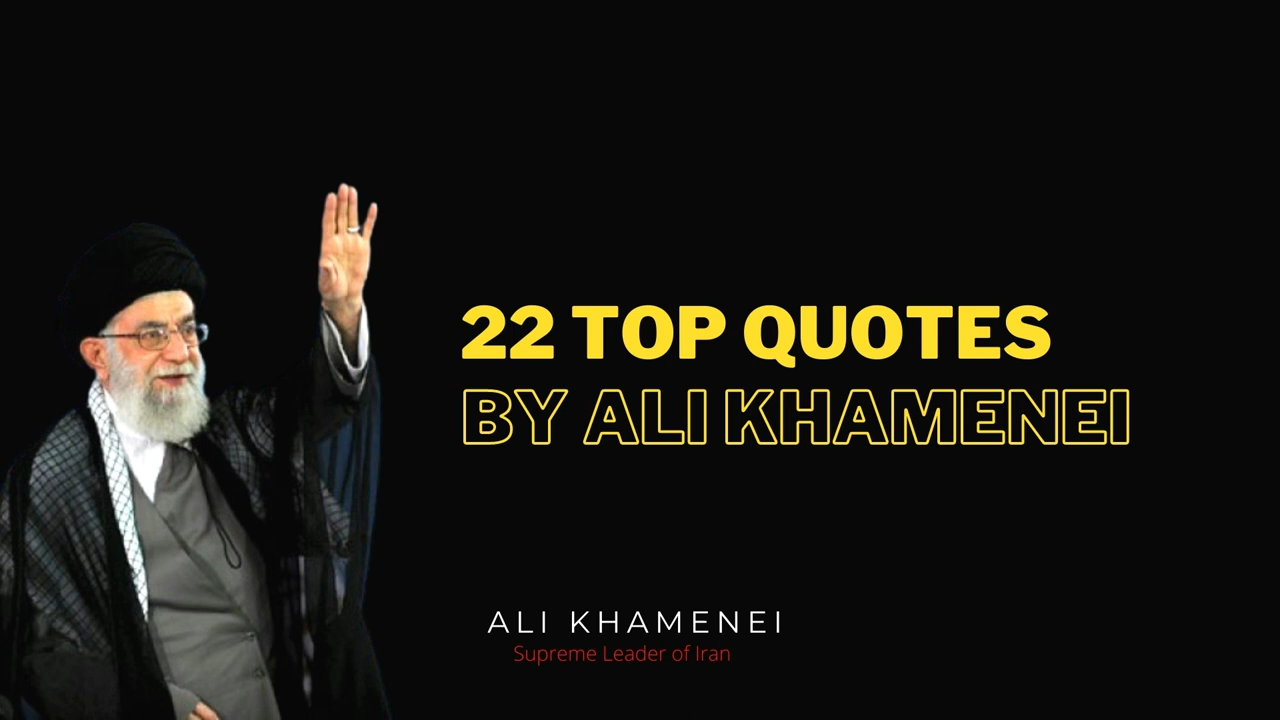 22 TOP QUOTES
BY ALI KHAMENEI
ALI KHAMENEI
Supreme Leader of Iran